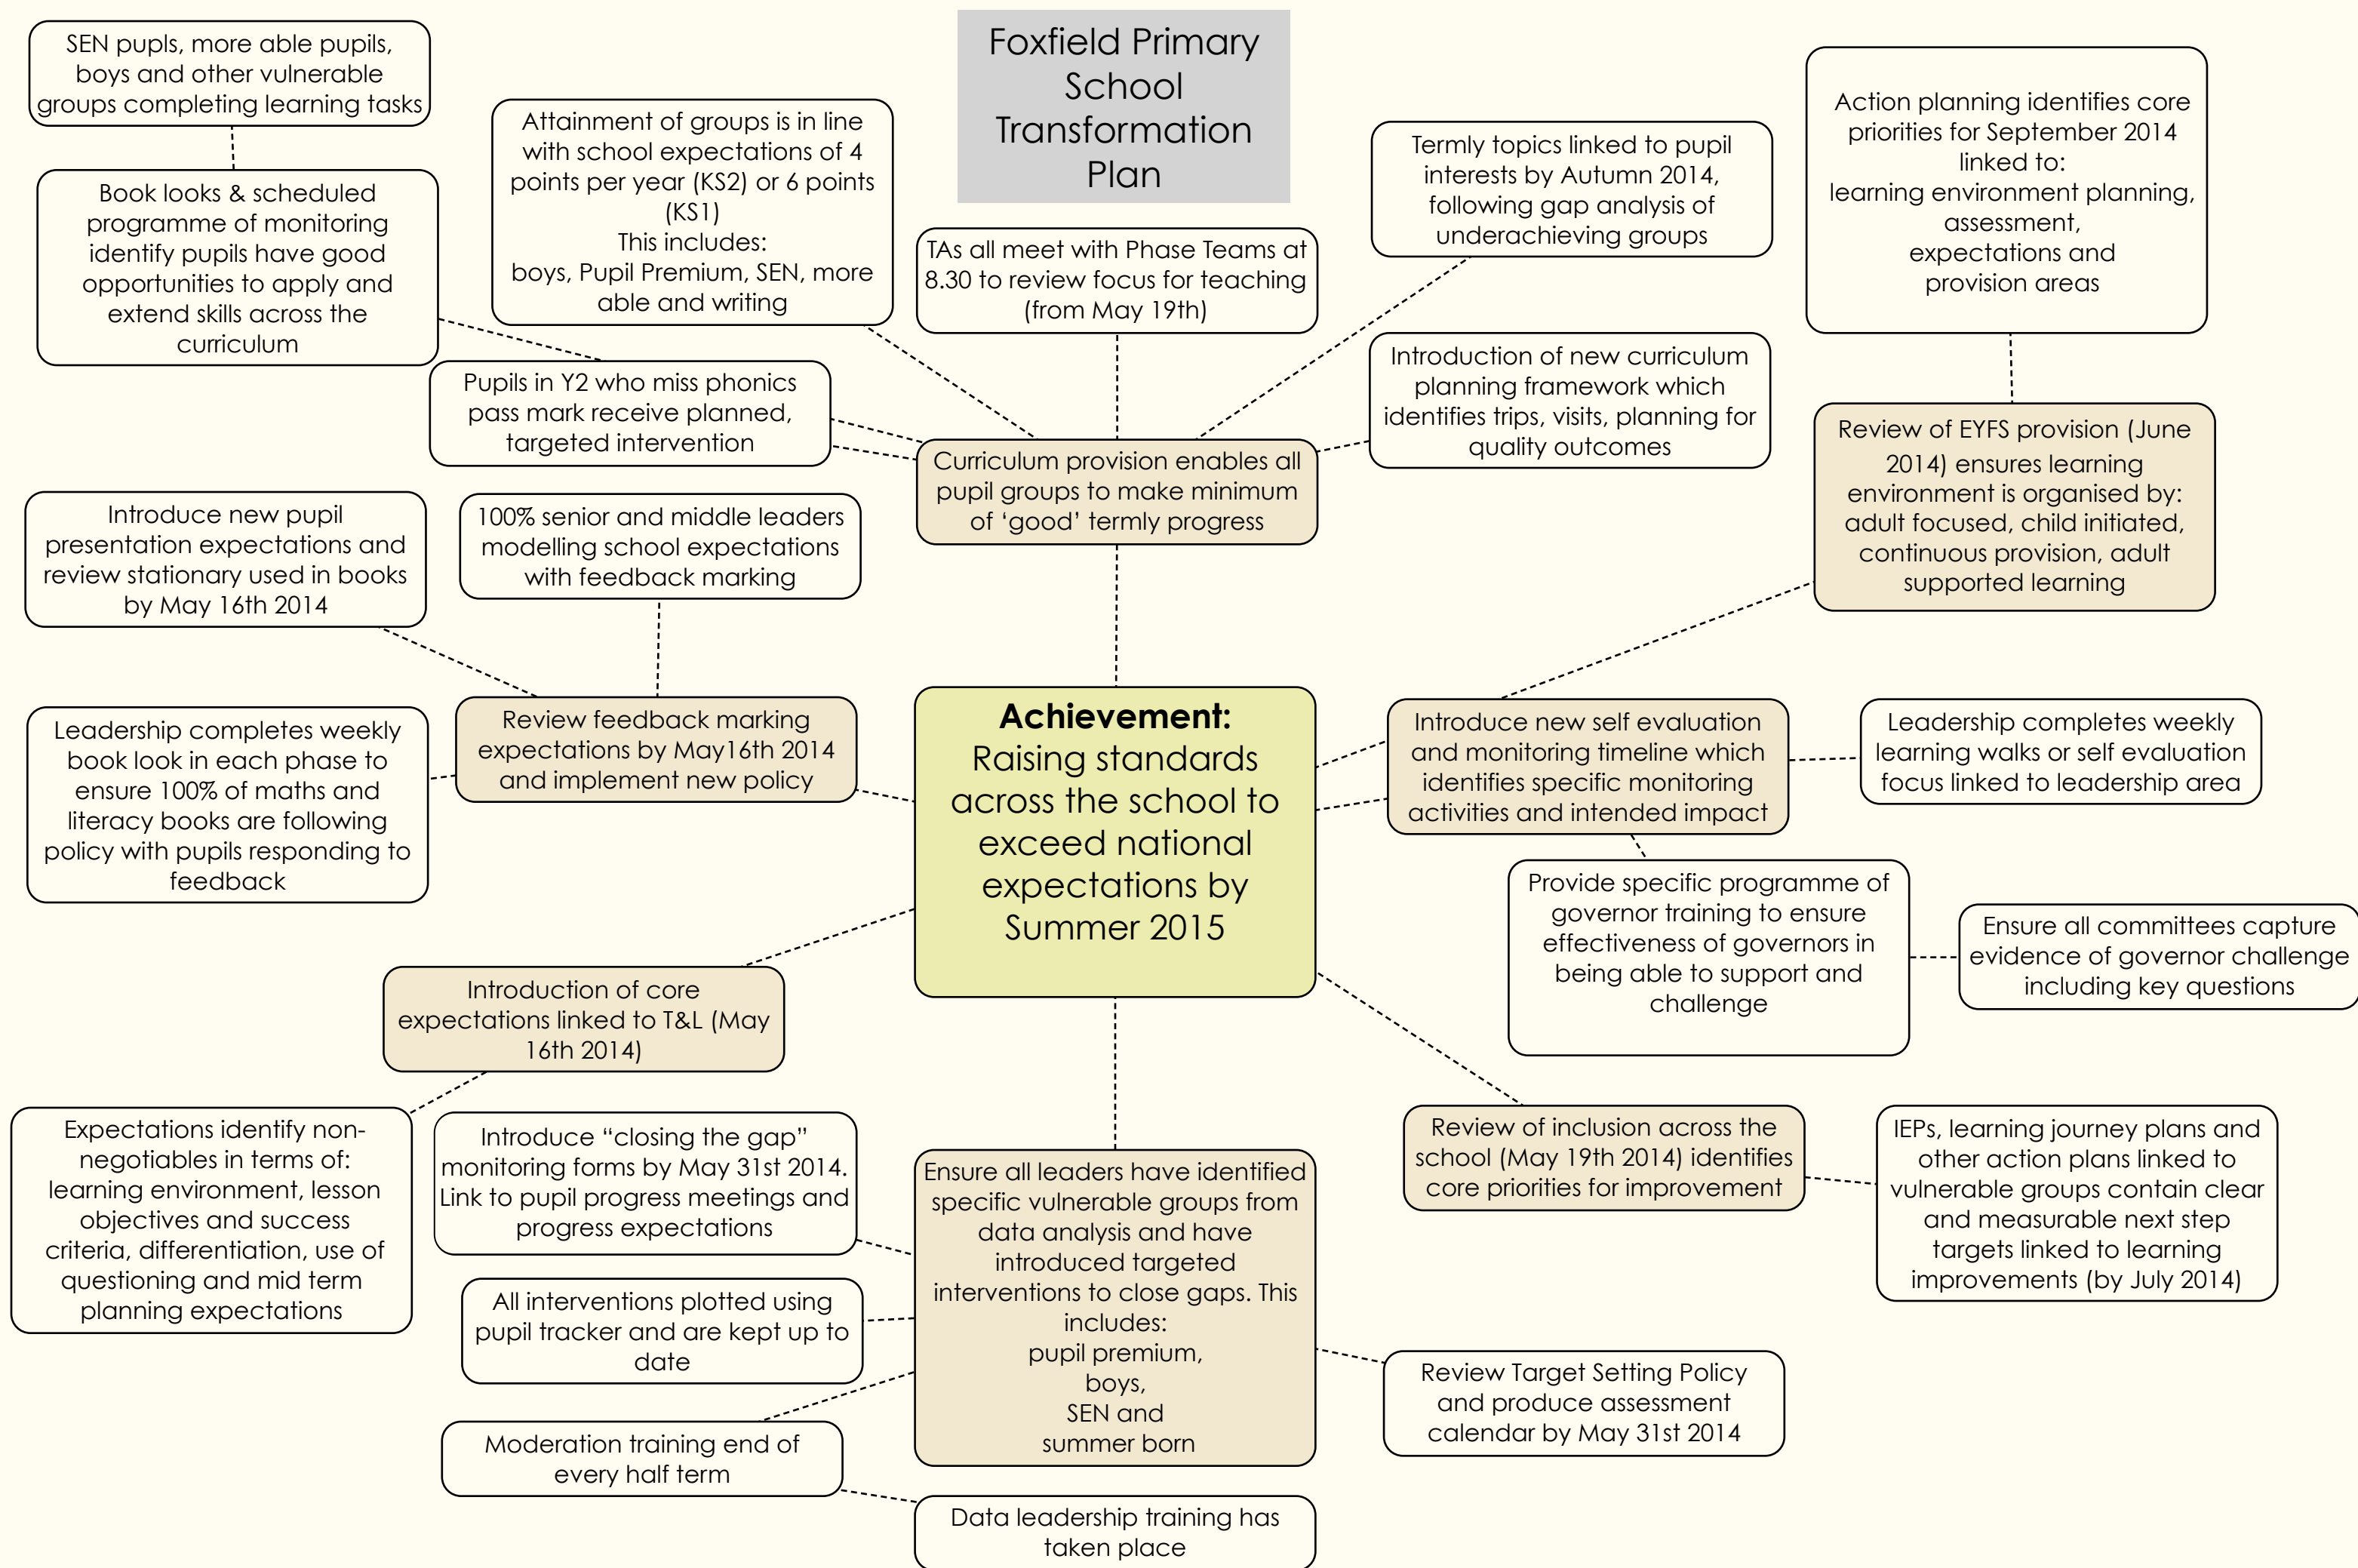 Foxfield Primary
School
Transformation
Plan
SEN pupls, more able pupils,
boys and other vulnerable
groups completing learning tasks
Book looks & scheduled
programme of monitoring
identify pupils have good
opportunities to apply and
extend skills across the
curriculum
Attainment of groups is in line
with school expectations of 4
points per year (KS2) or 6 points
(KS1)
This includes:
boys, Pupil Premium, SEN, more
able and writing
TAs all meet with Phase Teams at
8.30 to review focus for teaching
(from May 19th)
Termly topics linked to pupil
interests by Autumn 2014,
following gap analysis of
underachieving groups
Action planning identifies core
priorities for September 2014
linked to:
learning environment planning,
assessment,
expectations and
provision areas
Pupils in Y2 who miss phonics
pass mark receive planned,
targeted intervention
Introduction of new curriculum
planning framework which
identifies trips, visits, planning for
quality outcomes
Curriculum provision enables all
pupil groups to make minimum
of ‘good’ termly progress
Review of EYFS provision (June
2014) ensures learning
environment is organised by:
adult focused, child initiated,
continuous provision, adult
supported learning
Introduce new pupil
presentation expectations and
review stationary used in books
by May 16th 2014
100% senior and middle leaders
modelling school expectations
with feedback marking
Leadership completes weekly
book look in each phase to
ensure 100% of maths and
literacy books are following
policy with pupils responding to
feedback
Review feedback marking
expectations by May16th 2014
and implement new policy
Achievement:
Raising standards
across the school to
exceed national
expectations by
Summer 2015
Introduce new self evaluation
and monitoring timeline which
identifies specific monitoring
activities and intended impact
Leadership completes weekly
learning walks or self evaluation
focus linked to leadership area
Provide specific programme of
governor training to ensure
effectiveness of governors in
being able to support and
challenge
Ensure all committees capture
evidence of governor challenge
including key questions
Introduction of core
expectations linked to T&L (May
16th 2014)
Expectations identify non-
negotiables in terms of:
learning environment, lesson
objectives and success
criteria, differentiation, use of
questioning and mid term
planning expectations
Introduce “closing the gap”
monitoring forms by May 31st 2014.
Link to pupil progress meetings and
progress expectations
All interventions plotted using
pupil tracker and are kept up to
date
Moderation training end of
every half term
Ensure all leaders have identified
specific vulnerable groups from
data analysis and have
introduced targeted
interventions to close gaps. This
includes:
pupil premium,
boys,
SEN and
summer born
Data leadership training has
taken place
Review of inclusion across the
school (May 19th 2014) identifies
core priorities for improvement
IEPs, learning journey plans and
other action plans linked to
vulnerable groups contain clear
and measurable next step
targets linked to learning
improvements (by July 2014)
Review Target Setting Policy
and produce assessment
calendar by May 31st 2014